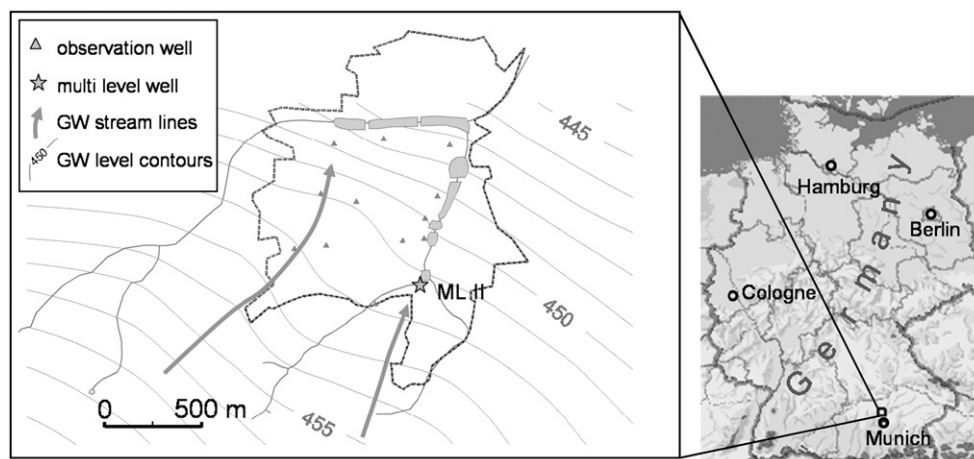 observation well
multi level well
GW stream lines
450
GW level contours
445
ML II
450
455
0 500 m
Hamburg
Berlin
Cologne
Germany
Munich